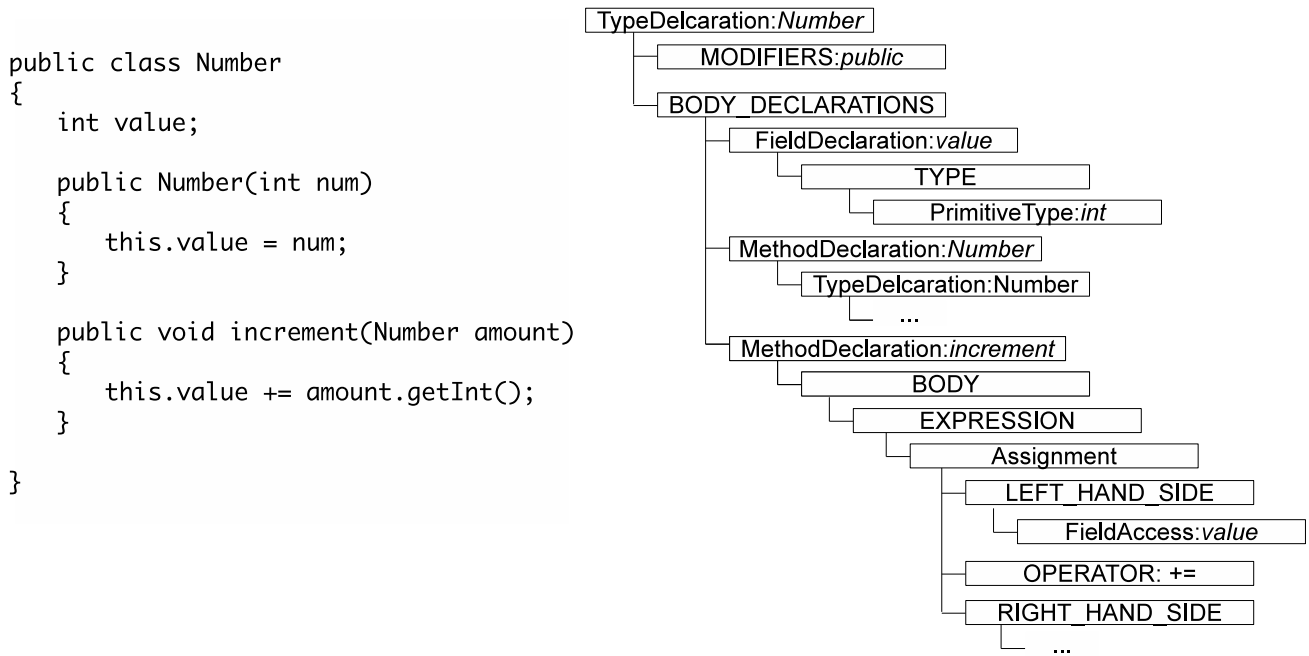 public class Number
{
int value;
public Number(int num)
{
this.value = num;
}
public void increment(Number amount)
{
this.value += amount.getInt();
}
}
TypeDelcaration:Number
MODIFIERS:public
BODY_DECLARATIONS
FieldDeclaration:value
TYPE
PrimitiveType:int
MethodDeclaration:Number
TypeDelcaration:Number
...
MethodDeclaration:increment
BODY
EXPRESSION
Assignment
LEFT_HAND_SIDE
FieldAccess:value
OPERATOR: +=
RIGHT_HAND_SIDE
...